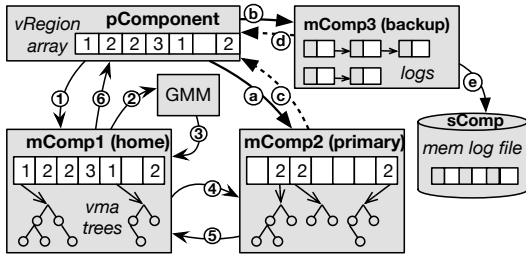 pComponent
vRegion
array
1 2 2 3 1 2
b
d
mComp3 (backup)
logs
1
6
2
GMM
3
a
c
e
sComp
mem log file
mComp1 (home)
1 2 2 3 1 2
vma
trees
4
5
mComp2 (primary)
2 2 2